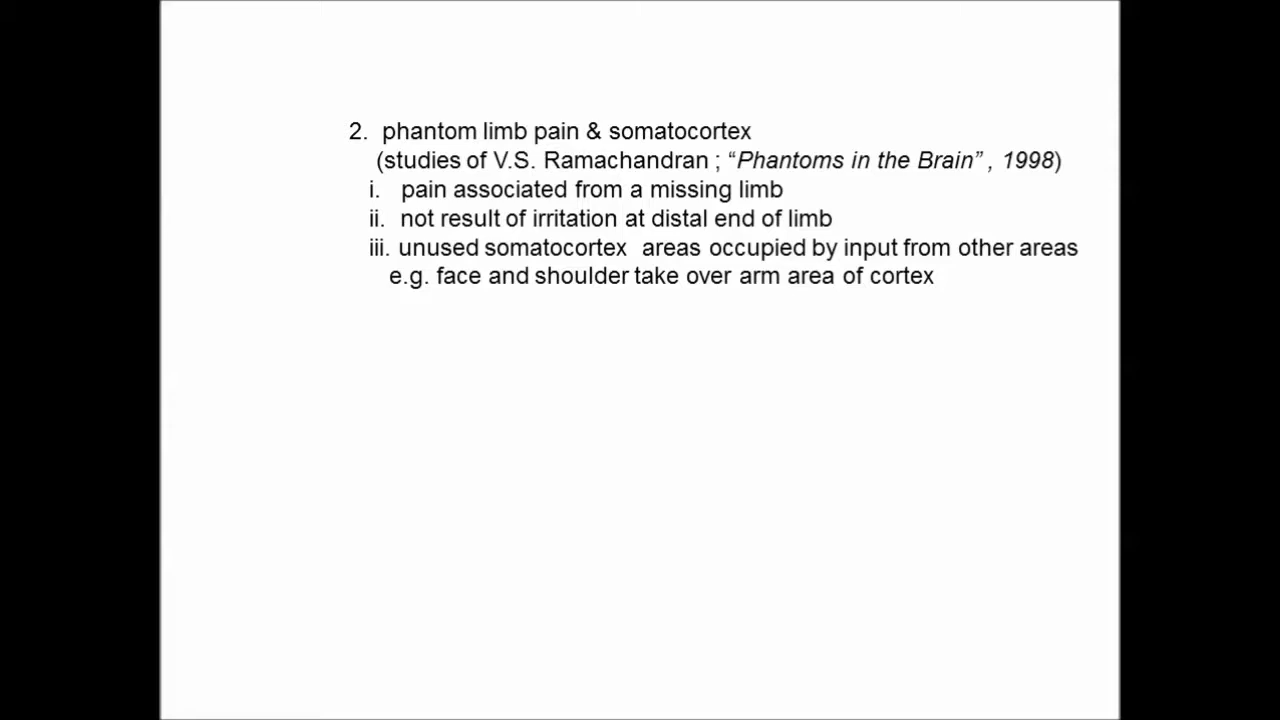 2. phantom limb pain & somatocortex
(studies of V.S. Ramachandran ; “Phantoms in the Brain” , 1998)
i. pain associated from a missing limb
ii. not result of irritation at distal end of limb
iii. unused somatocortex areas occupied by input from other areas
e.g. face and shoulder take over arm area of cortex